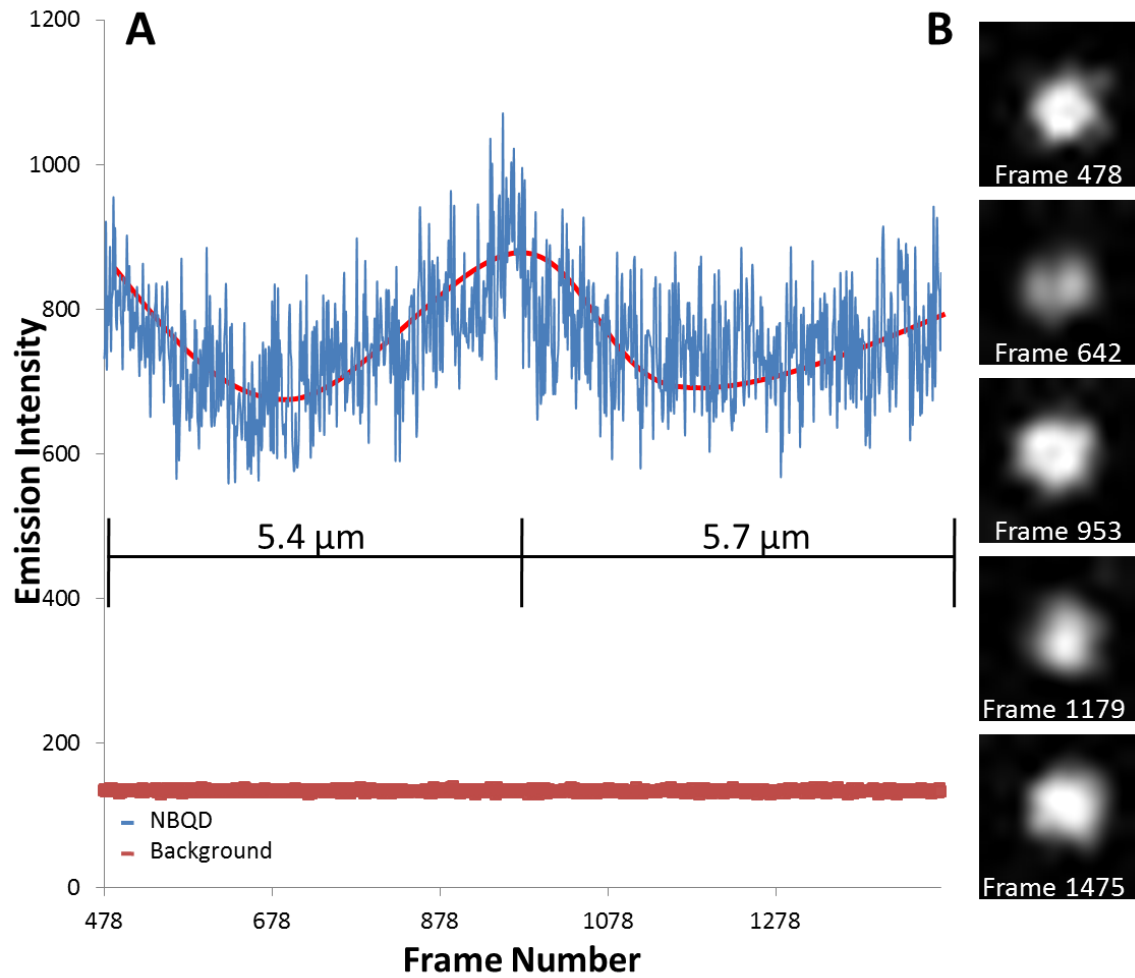 A
B
1200
1000
800
600
400
200
0
Emission Intensity
5.4 µm
5.7 µm
NBQD
Background
478
678
878
1078
1278
Frame Number
Frame 478
Frame 642
Frame 953
Frame 1179
Frame 1475